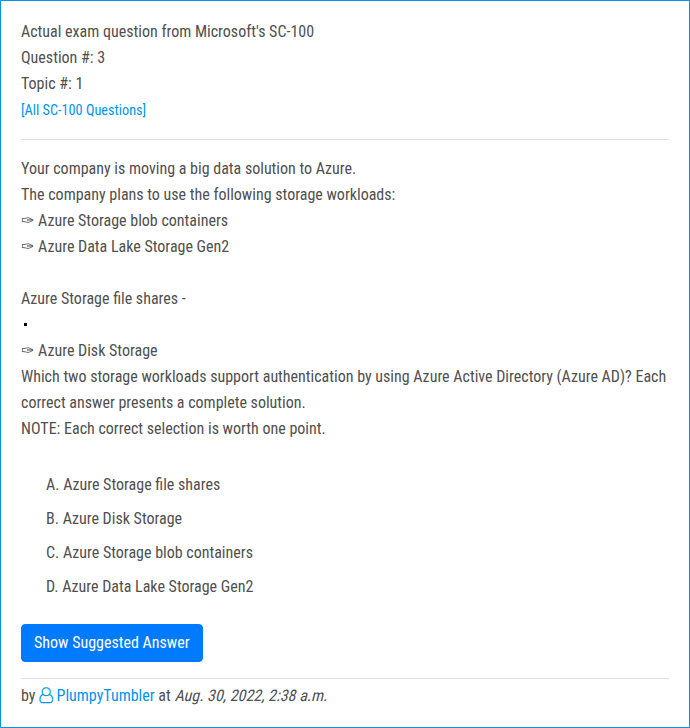 Actual exam question from Microsoft's SC-100
Question #: 3
Topic #: 1
[All SC-100 Questions]
Your company is moving a big data solution to Azure.
The company plans to use the following storage workloads:
✑ Azure Storage blob containers
✑ Azure Data Lake Storage Gen2
Azure Storage file shares -
▪
✑ Azure Disk Storage
Which two storage workloads support authentication by using Azure Active Directory (Azure AD)? Each
correct answer presents a complete solution.
NOTE: Each correct selection is worth one point.
A. Azure Storage file shares
B. Azure Disk Storage
C. Azure Storage blob containers
D. Azure Data Lake Storage Gen2
Show Suggested Answer
by PlumpyTumbler at Aug. 30, 2022, 2:38 a.m.